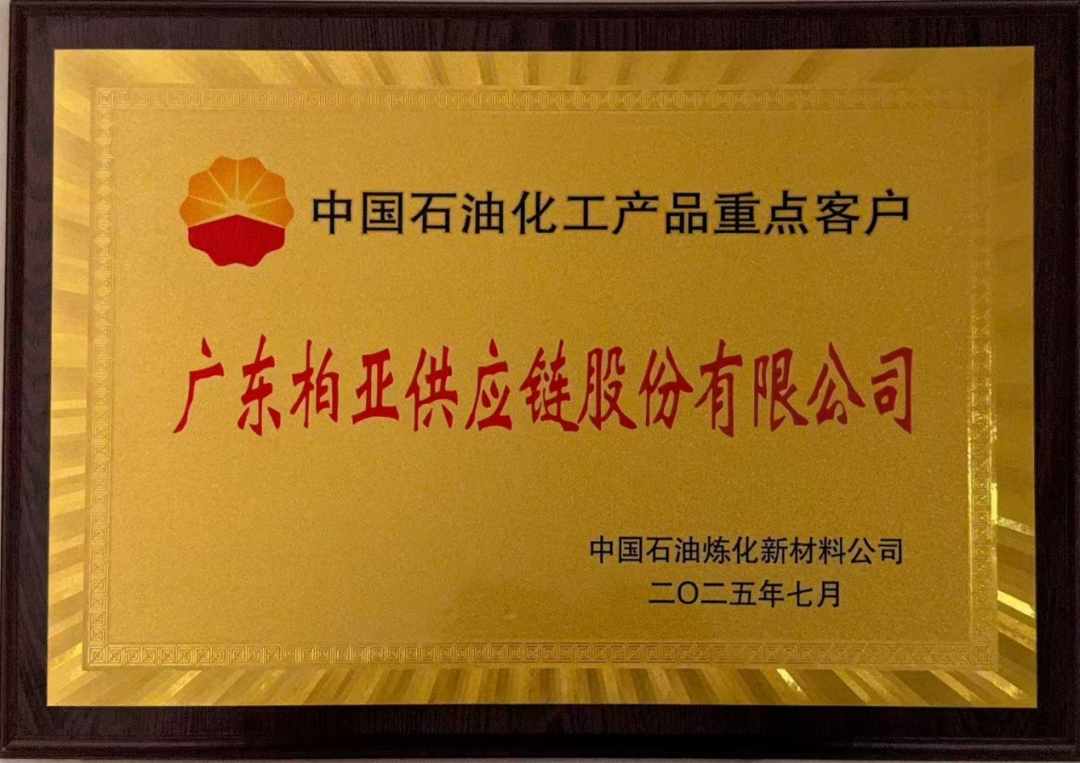 中国石油化工产品重点客户
广东柏亚供应链股份有限公司
中国石油炼化新材料公司
二〇二五年七月